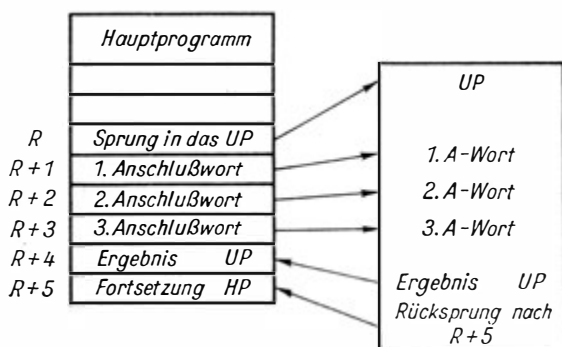 Hauptprogramm
R Sprung in das UP
R+1 1. Anschlußwort
R+2 2. Anschlußwort
R+3 3. Anschlußwort
R+4 Ergebnis UP
R+5 Fortsetzung HP
UP
1. A-Wort
2. A-Wort
3. A-Wort
Ergebnis UP
Rücksprung nach
R+5